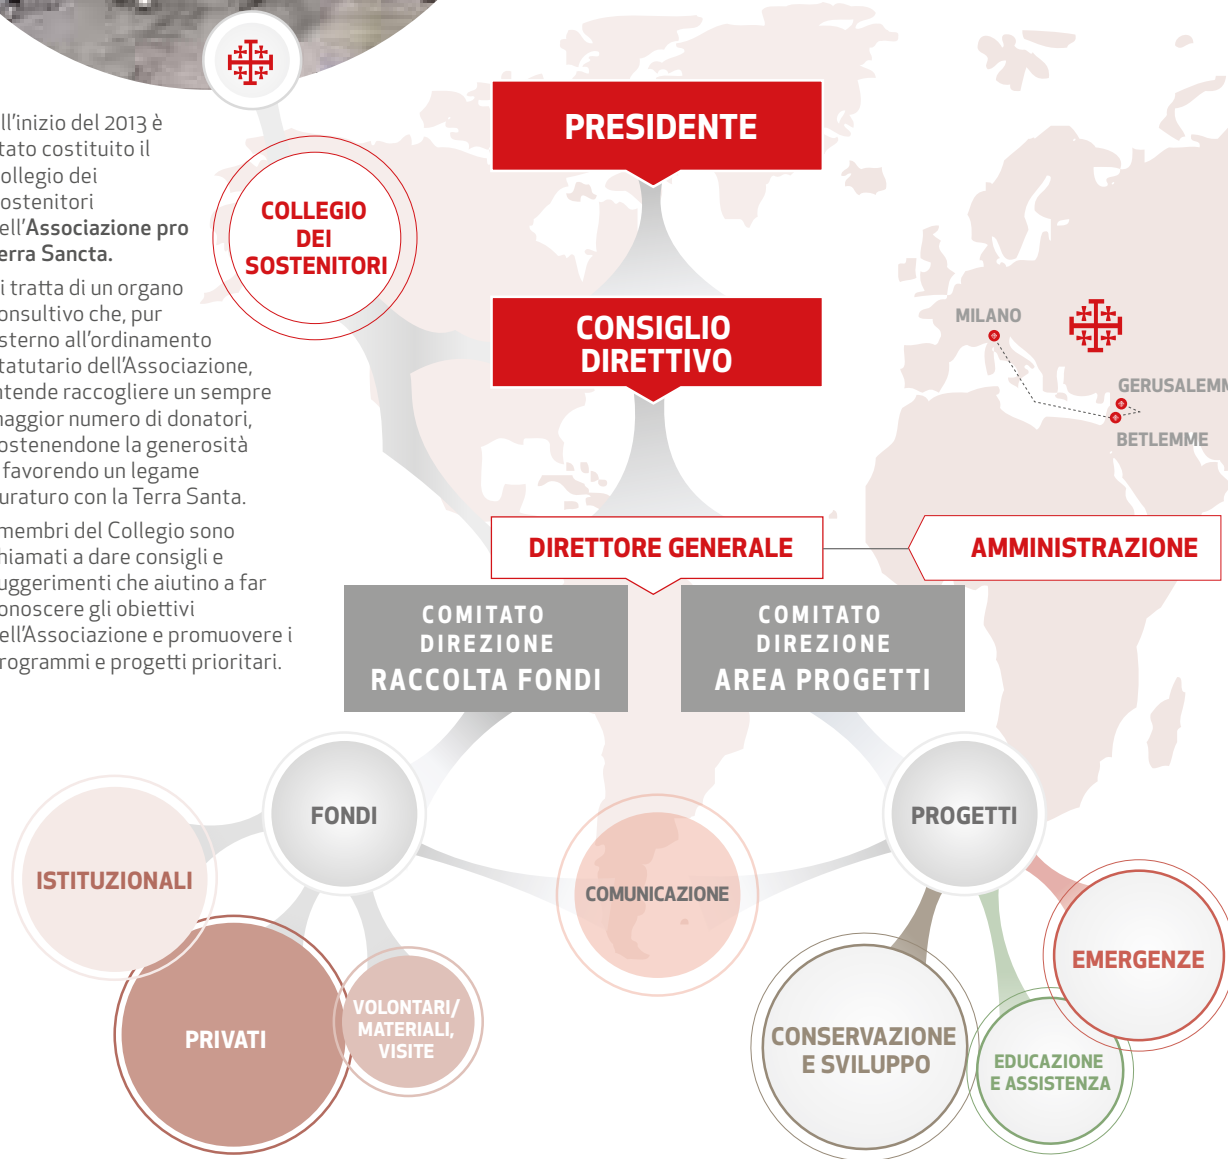 ll'inizio del 2013 è
tato costituito il
ollegio dei
ostenitori
ell'Associazione pro
erra Sancta.
i tratta di un organo
onsultivo che, pur
sterno all'ordinamento
tatutario dell'Associazione,
ntende raccogliere un sempre
naggior numero di donatori,
ostenendone la generosità
favorendo un legame
uraturo con la Terra Santa.
membri del Collegio sono
hiamati a dare consigli e
uggerimenti che aiutino a far
onoscere gli obiettivi
ell'Associazione e promuovere i
rogrammi e progetti prioritari.
COLLEGIO
DEI
SOSTENITORI
PRESIDENTE
CONSIGLIO
DIRETTIVO
MILANO
GERUSALEMM
BETLEMME
DIRETTORE GENERALE
AMMINISTRAZIONE
COMITATO
DIREZIONE
RACCOLTA FONDI
COMITATO
DIREZIONE
AREA PROGETTI
FONDI
PROGETTI
ISTITUZIONALI
COMUNICAZIONE
PRIVATI
VOLONTARI/
MATERIALI,
VISITE
CONSERVAZIONE
E SVILUPPO
EDUCAZIONE
E ASSISTENZA
EMERGENZE